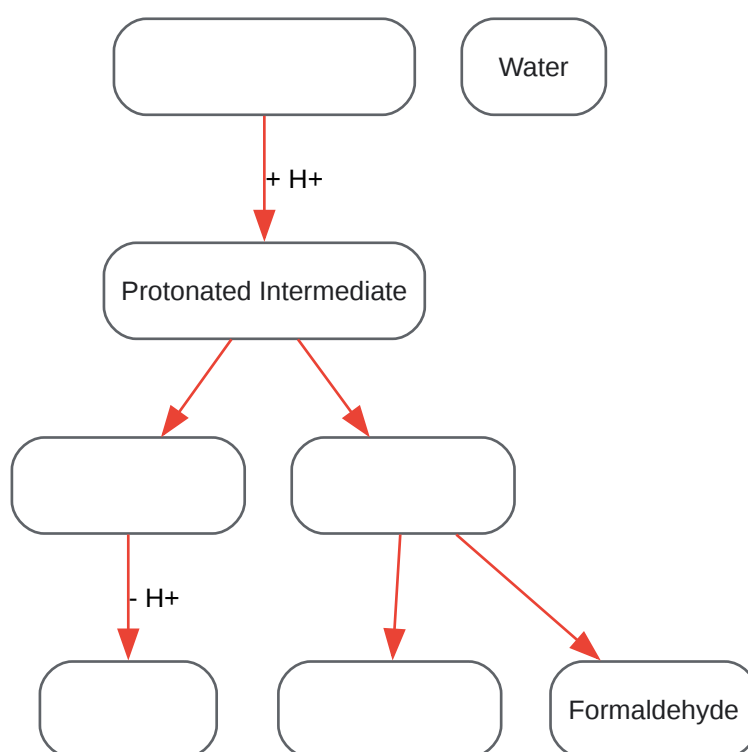 Water
+ H+
Protonated Intermediate
- H+
Formaldehyde